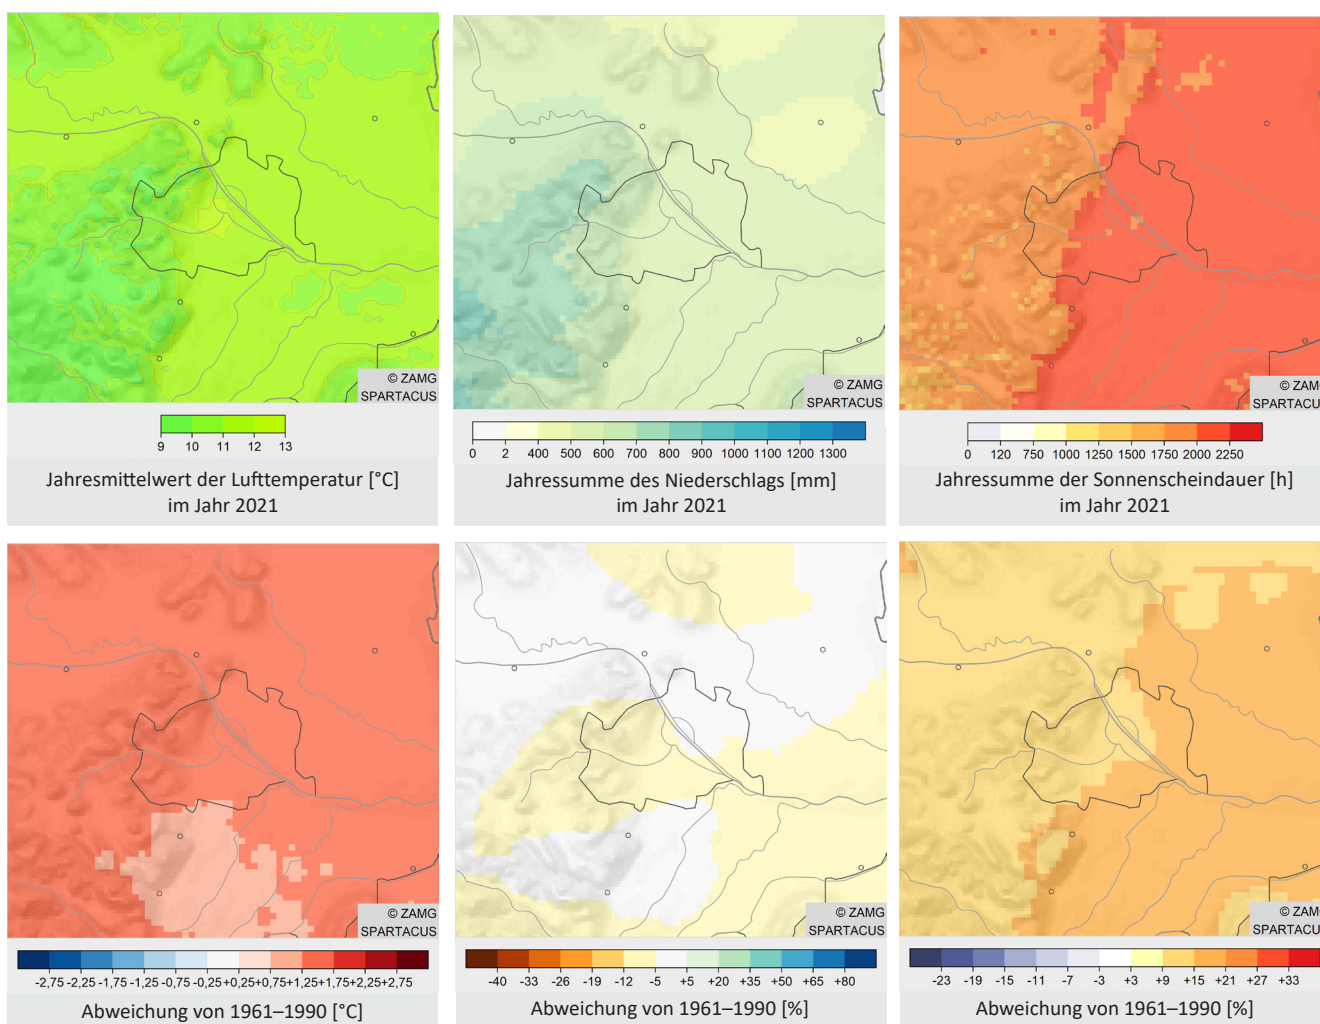 © ZAMG
SPARTACUS
9 10 11 12 13
Jahresmittelwert der Lufttemperatur [°C]
im Jahr 2021
© ZAMG
SPARTACUS
0 2 400 500 600 700 800 900 1000 1100 1200 1300
Jahressumme des Niederschlags [mm]
im Jahr 2021
© ZAMG
SPARTACUS
0 120 750 1000 1250 1500 1750 2000 2250
Jahressumme der Sonnenscheindauer [h]
im Jahr 2021
© ZAMG
SPARTACUS
-2,75 -2,25 -1,75 -1,25 -0,75 -0,25 +0,25 +0,75 +1,25 +1,75 +2,25 +2,75
Abweichung von 1961–1990 [°C]
© ZAMG
SPARTACUS
-40 -33 -26 -19 -12 -5 +5 +20 +35 +50 +65 +80
Abweichung von 1961–1990 [%]
© ZAMG
SPARTACUS
-23 -19 -15 -11 -7 -3 +3 +9 +15 +21 +27 +33
Abweichung von 1961–1990 [%]